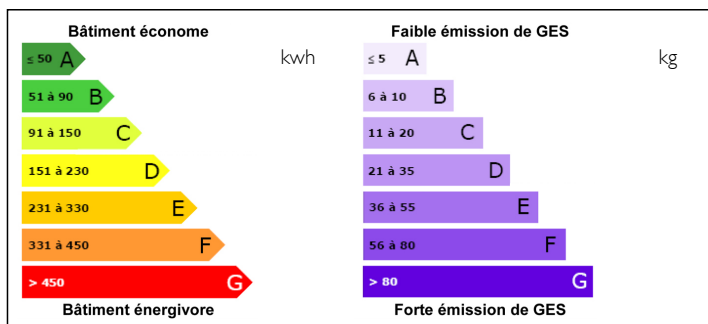 Bâtiment économe
kwh
≤ 50 A
51 à 90 B
91 à 150 C
151 à 230 D
231 à 330 E
331 à 450 F
> 450 G
Bâtiment énergivore
Faible émission de GES
kg
≤ 5 A
6 à 10 B
11 à 20 C
21 à 35 D
36 à 55 E
56 à 80 F
> 80 G
Forte émission de GES